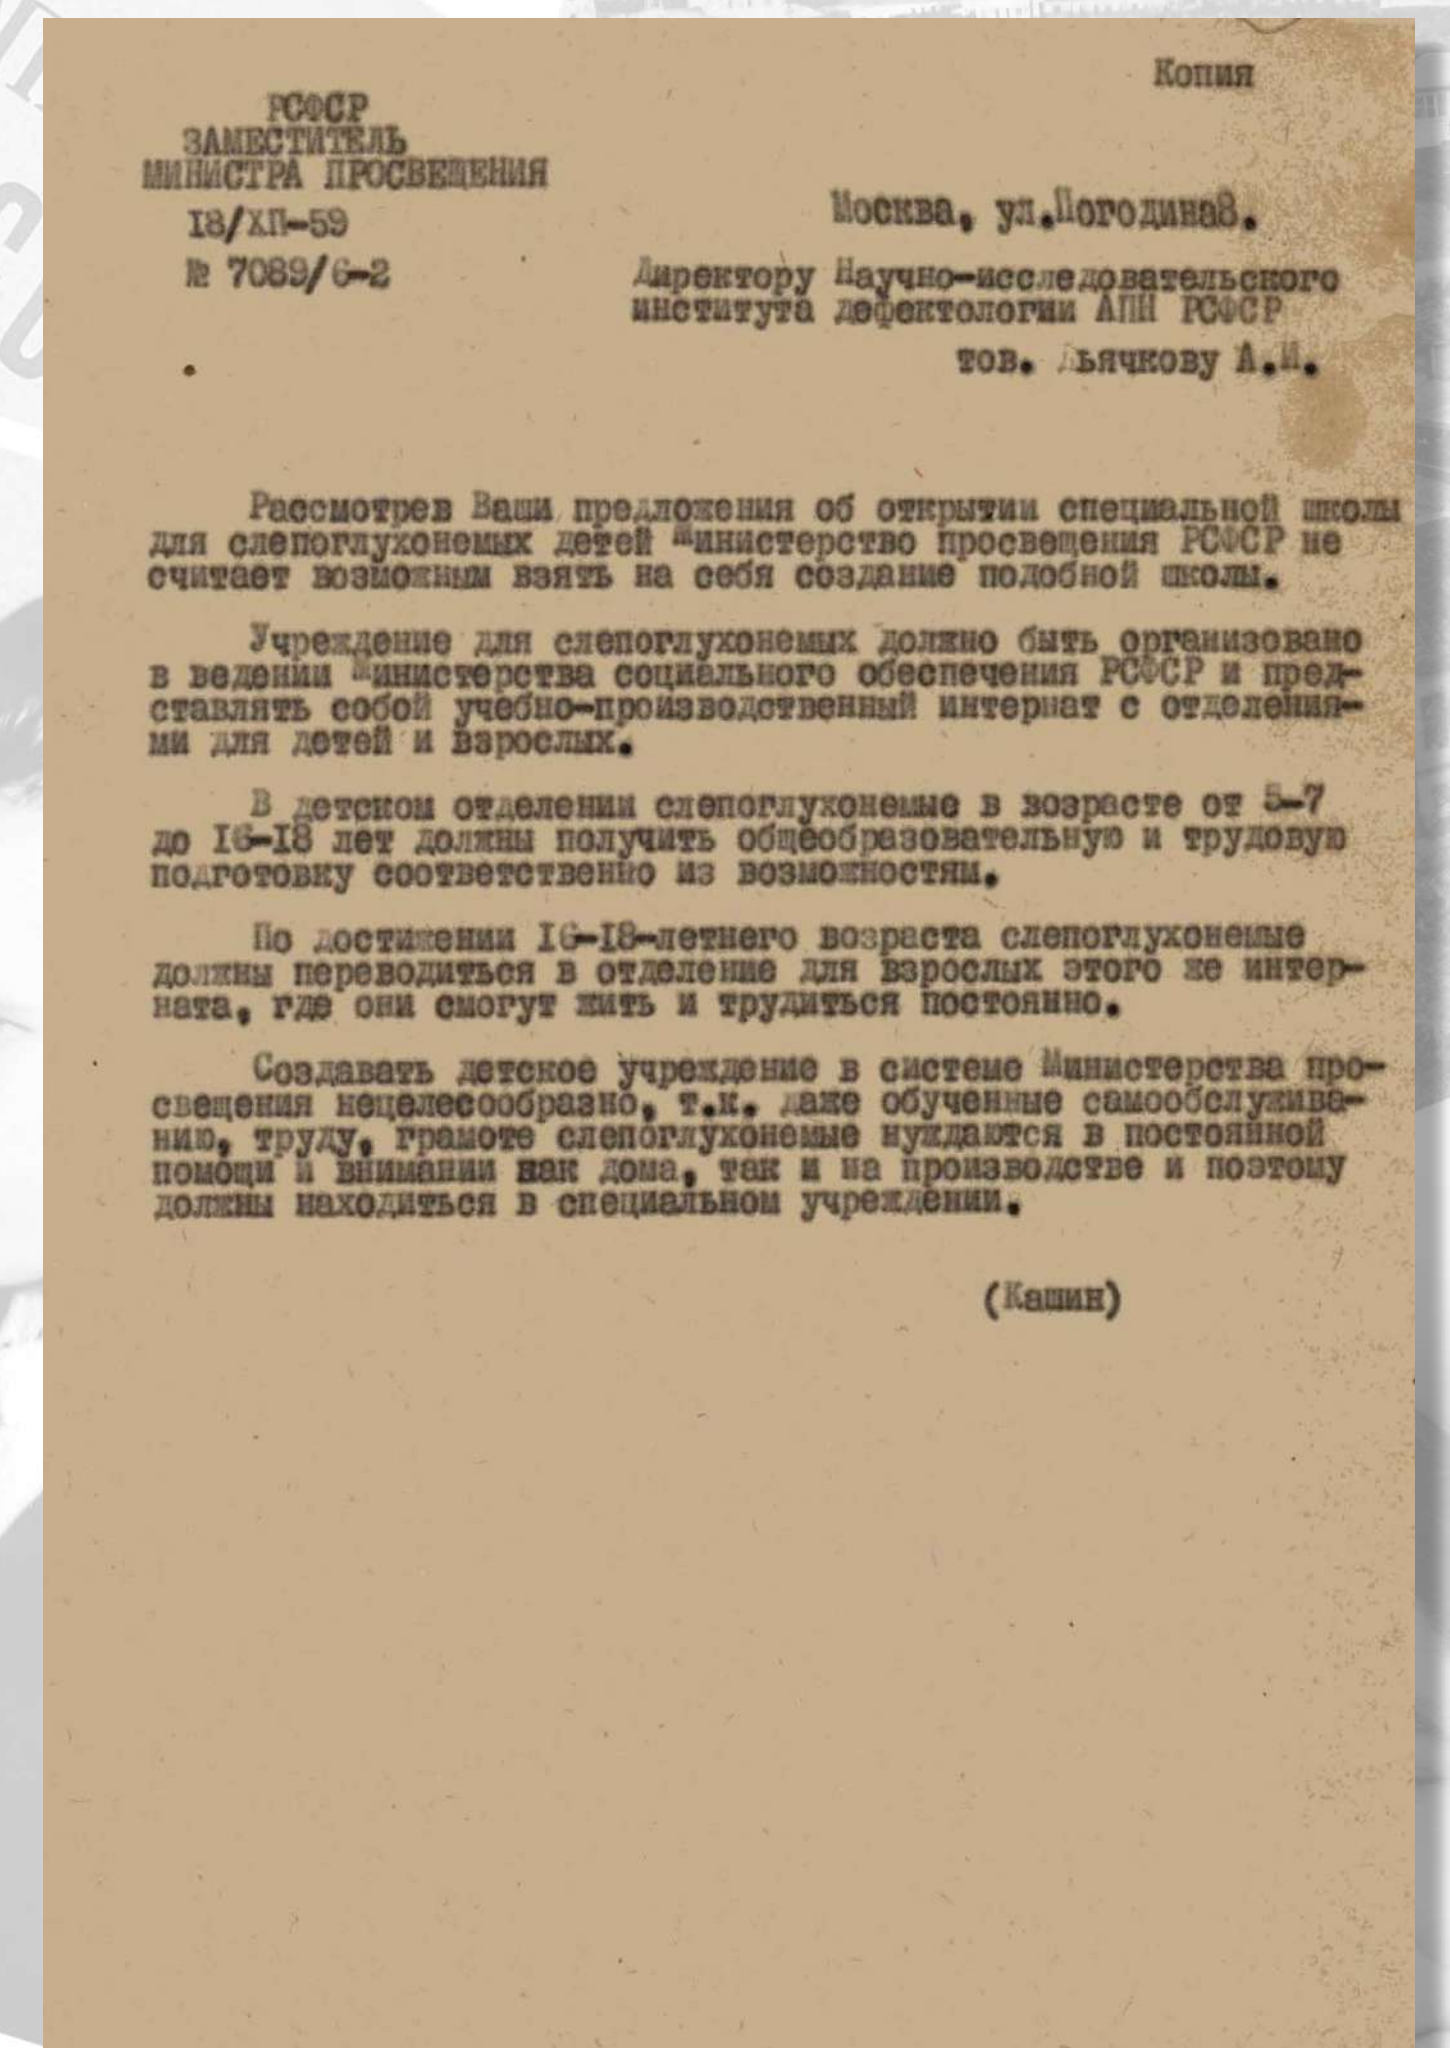 Копия
РСФСР
ЗАМЕСТИТЕЛЬ
МИНИСТРА ПРОСВЕЩЕНИЯ
18/ХП-59
№ 7089/6-2
Москва, ул.Погодина8.
Директору Научно-исследовательского
института дефектологии АПН РСФСР
тов. Дьячкову А.И.
Рассмотрев Ваши предложения об открытии специальной школы
для слепоглухонемых детей Министерство просвещения РСФСР не
считает возможным взять на себя создание подобной школы.
Учреждение для слепоглухонемых должно быть организовано
в ведении Министерства социального обеспечения РСФСР и пред-
ставлять собой учебно-производственный интернат с отделения-
ми для детей и взрослых.
В детском отделении слепоглухонемые в возрасте от 5-7
до 16-18 лет должны получить общеобразовательную и трудовую
подготовку соответственно из возможностям.
По достижении 16-18-летнего возраста слепоглухонемые
должны переводиться в отделение для взрослых этого же интер-
ната, где они смогут жить и трудиться постоянно.
Создавать детское учреждение в системе Министерства про-
свещения нецелесообразно, т.к. даже обученные самообслужива-
нию, труду, грамоте слепоглухонемые нуждаются в постоянной
помощи и внимании как дома, так и на производстве и поэтому
должны находиться в специальном учреждении.
(Кашин)